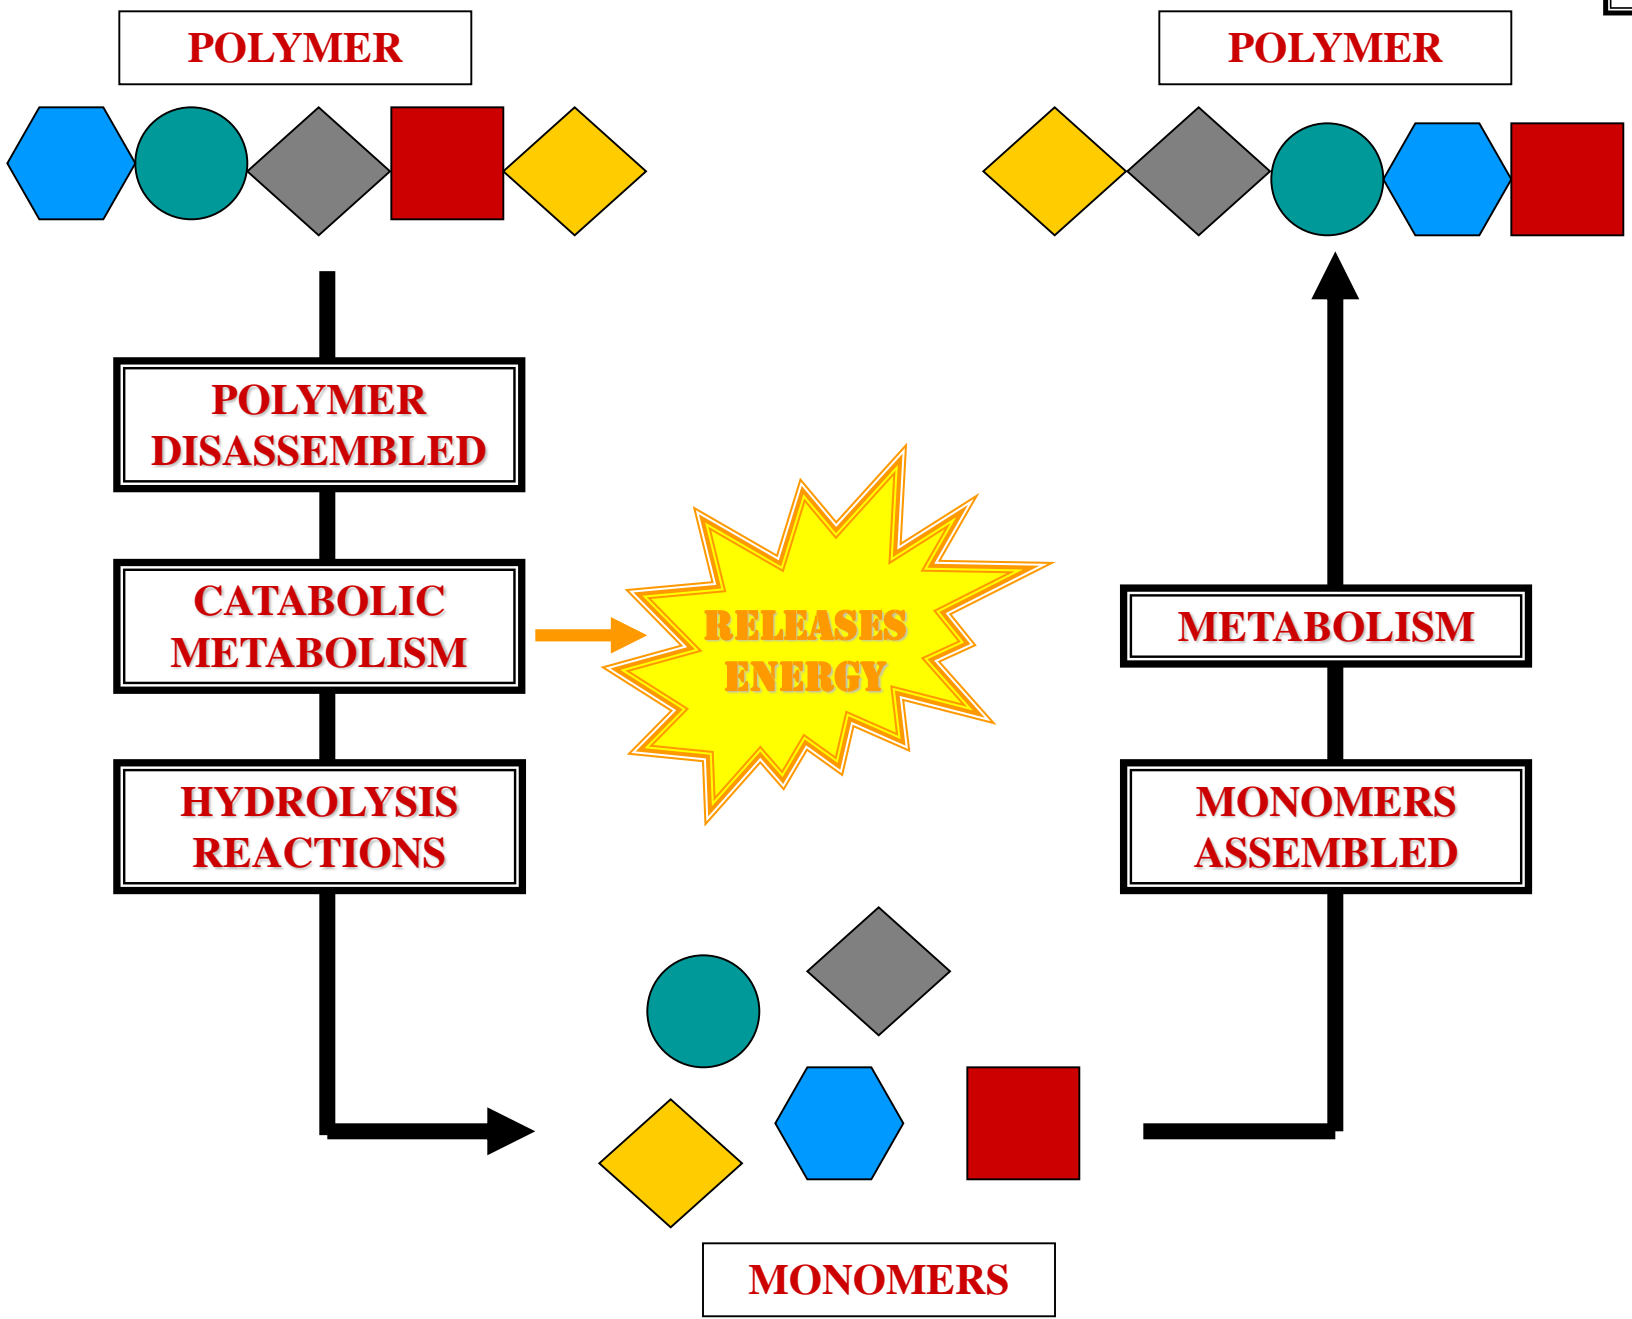 POLYMER
POLYMER
POLYMER
DISASSEMBLED
CATABOLIC
METABOLISM
RELEASES
ENERGY
METABOLISM
HYDROLYSIS
REACTIONS
MONOMERS
ASSEMBLED
MONOMERS